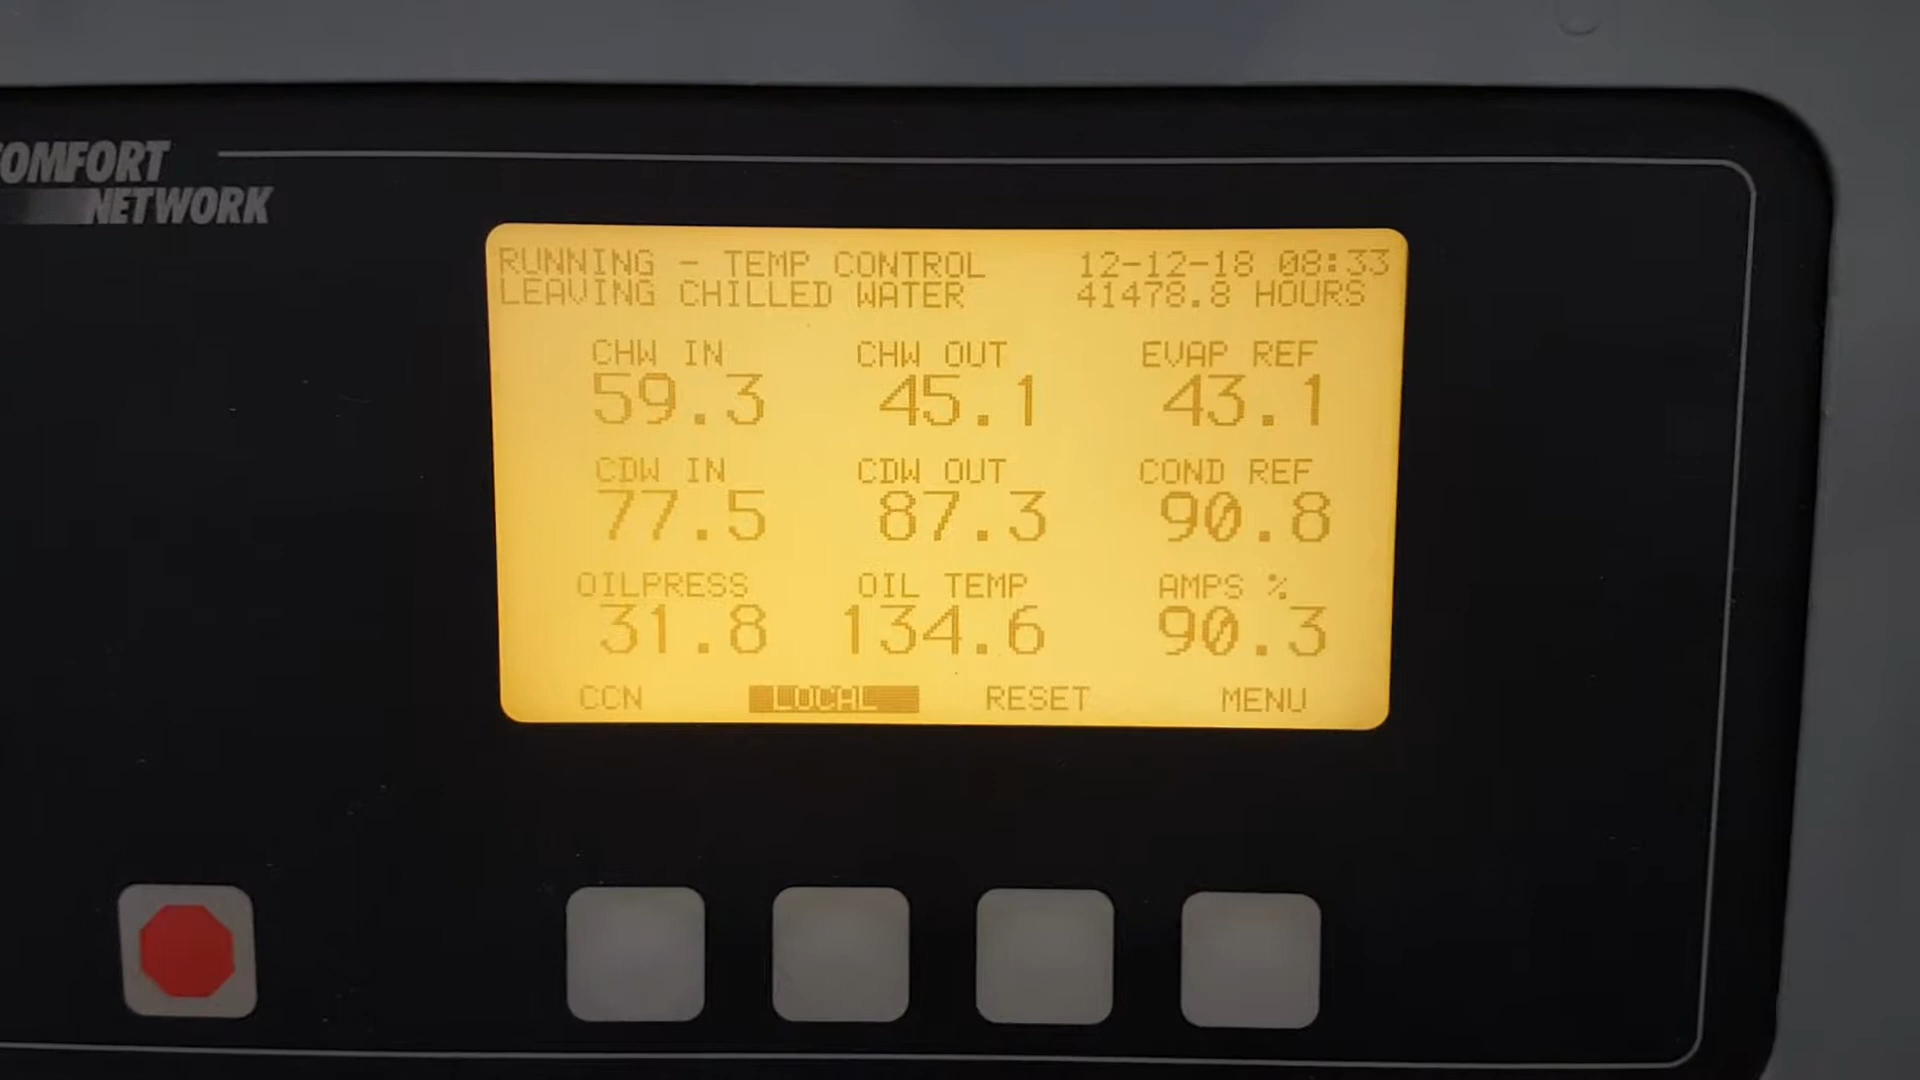 COMFORT
NETWORK
RUNNING - TEMP CONTROL 12-12-18 08:33
LEAVING CHILLED WATER 41478.8 HOURS
CHW IN CHW OUT EVAP REF
59.3 45.1 43.1
CDW IN CDW OUT COND REF
77.5 87.3 90.8
OILPRESS OIL TEMP AMPS %
31.8 134.6 90.3
CCN LOCAL RESET MENU